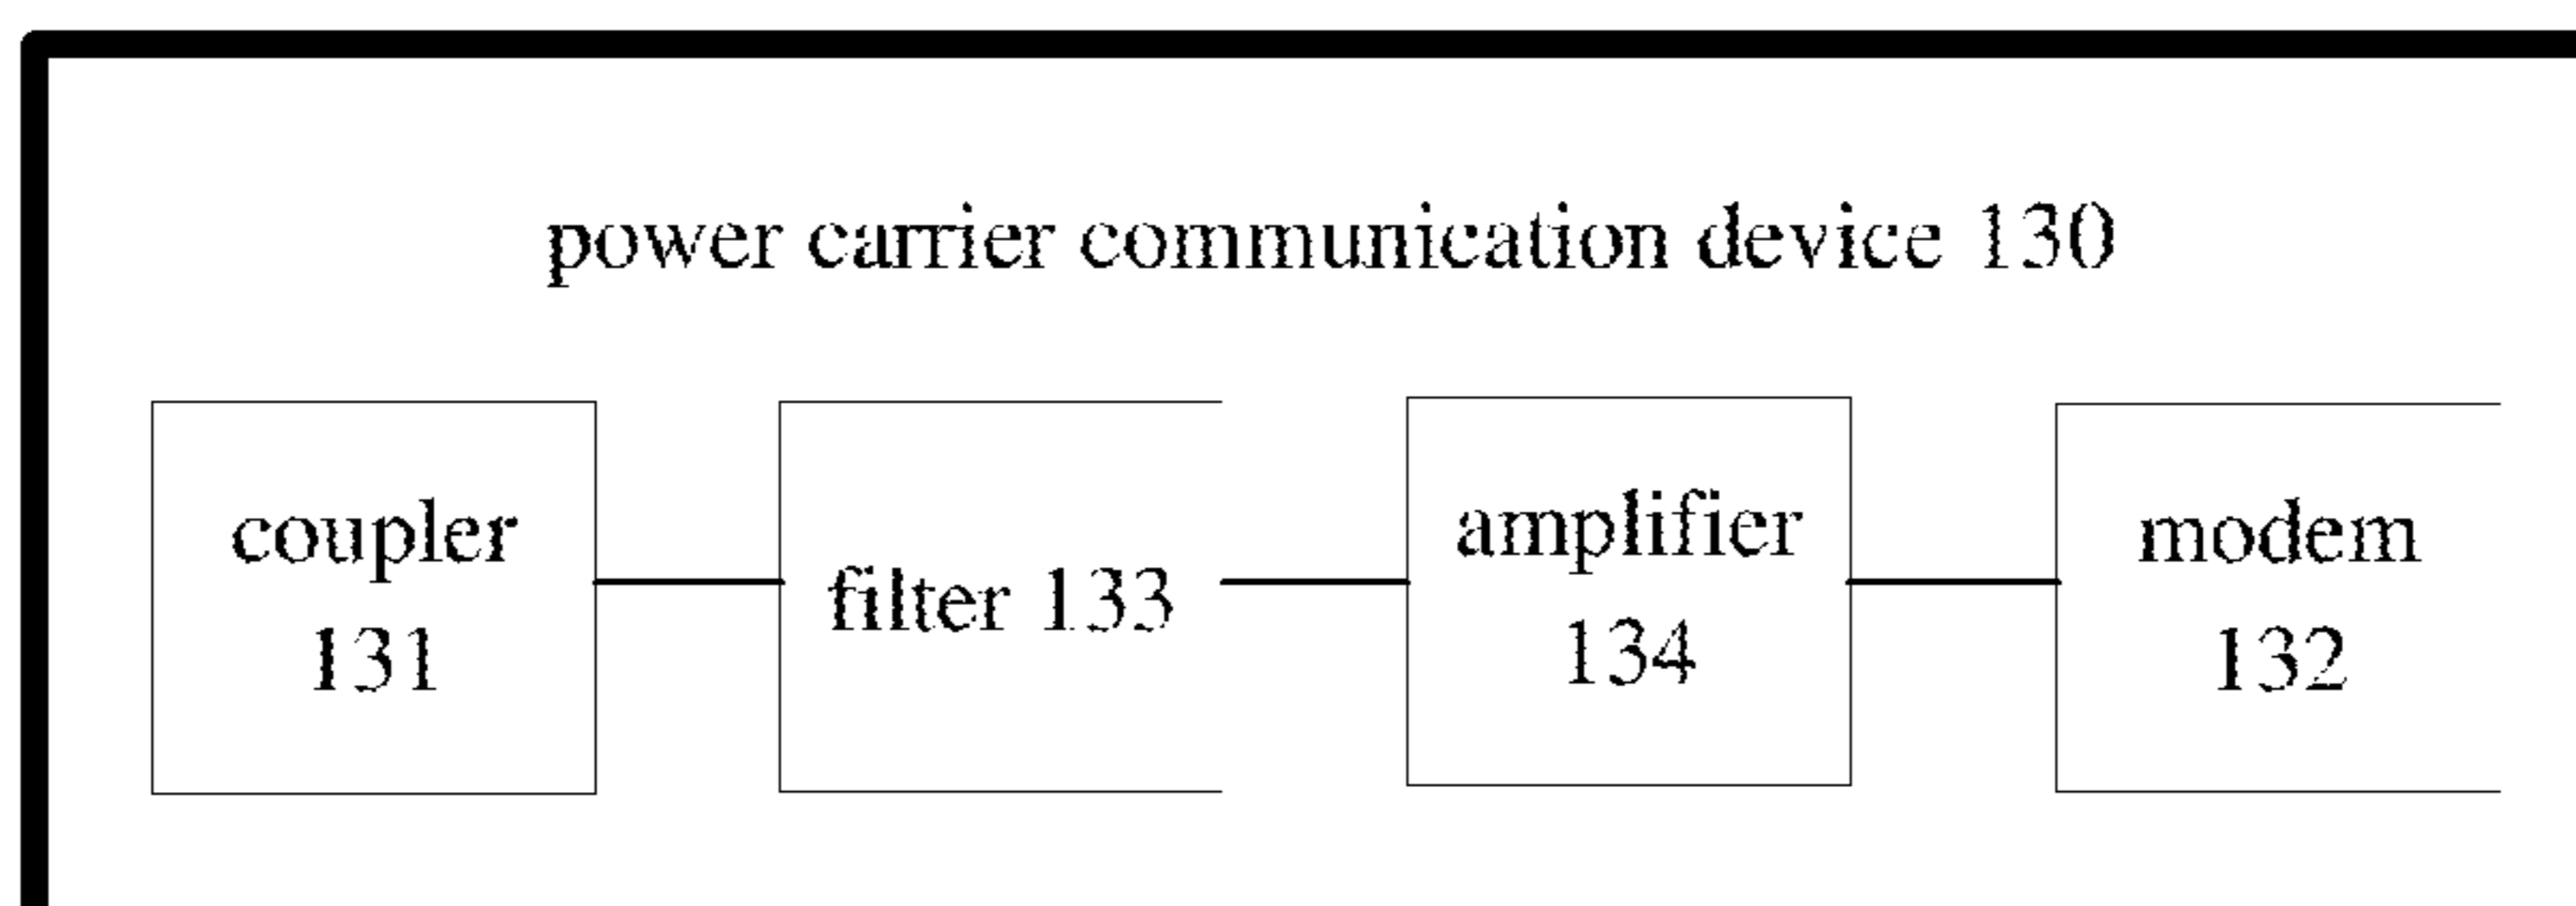 power carrier communication device 130
coupler
131
filter 133
amplifier
134
modem
132